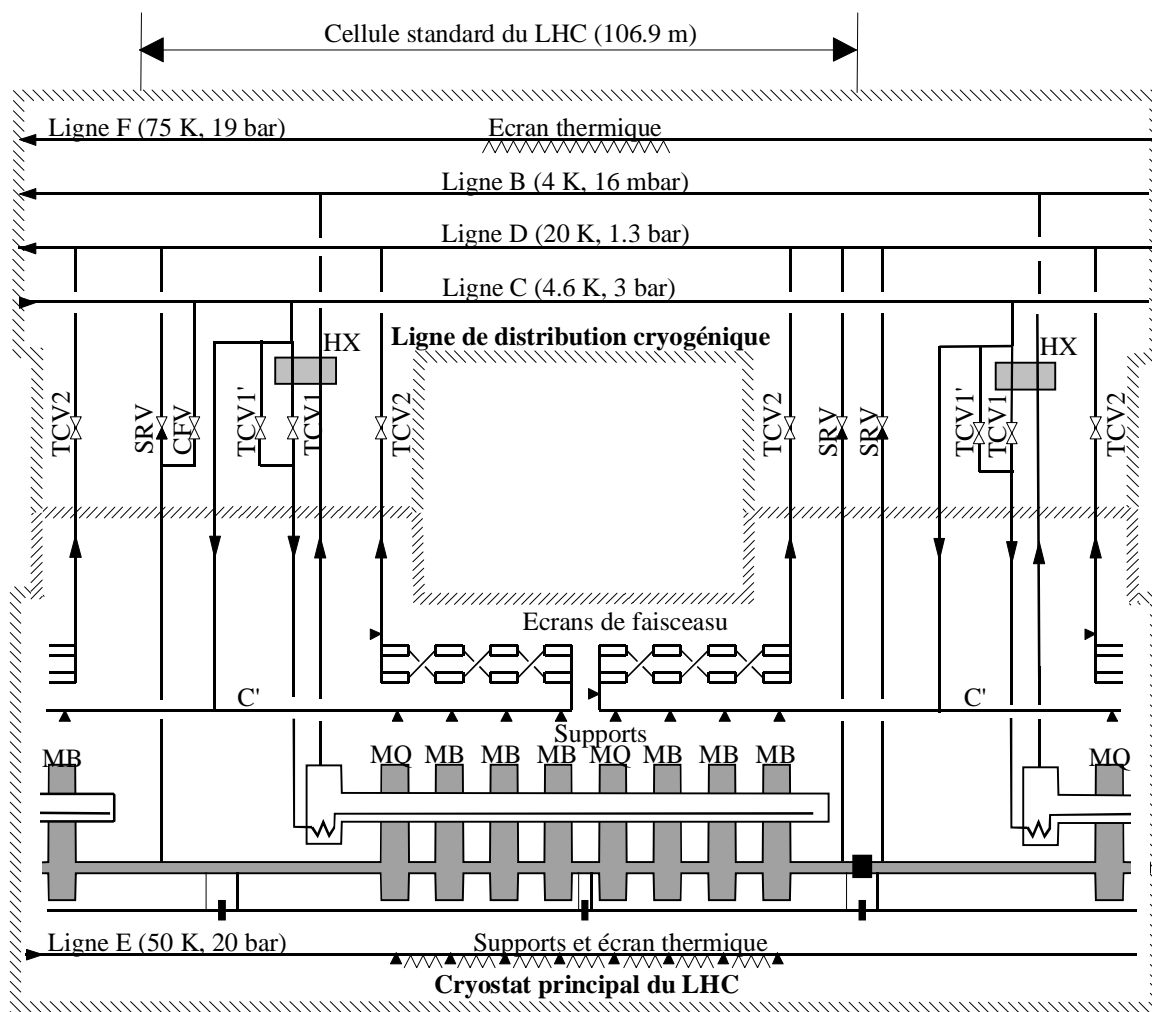 Cellule standard du LHC (106.9 m)
Ligne F (75 K, 19 bar)
Ecran thermique
Ligne B (4 K, 16 mbar)
Ligne D (20 K, 1.3 bar)
Ligne C (4.6 K, 3 bar)
Ligne de distribution cryogénique
HX
HX
TCV2
SRV
CFV
TCV1'
TCV1
TCV2
TCV2
SRV
SRV
TCV1'
TCV1
TCV2
Ecrans de faisceasu
C'
C'
Supports
MB
MQ
MB
MB
MB
MQ
MB
MB
MB
MQ
Ligne E (50 K, 20 bar)
Supports et écran thermique
Cryostat principal du LHC